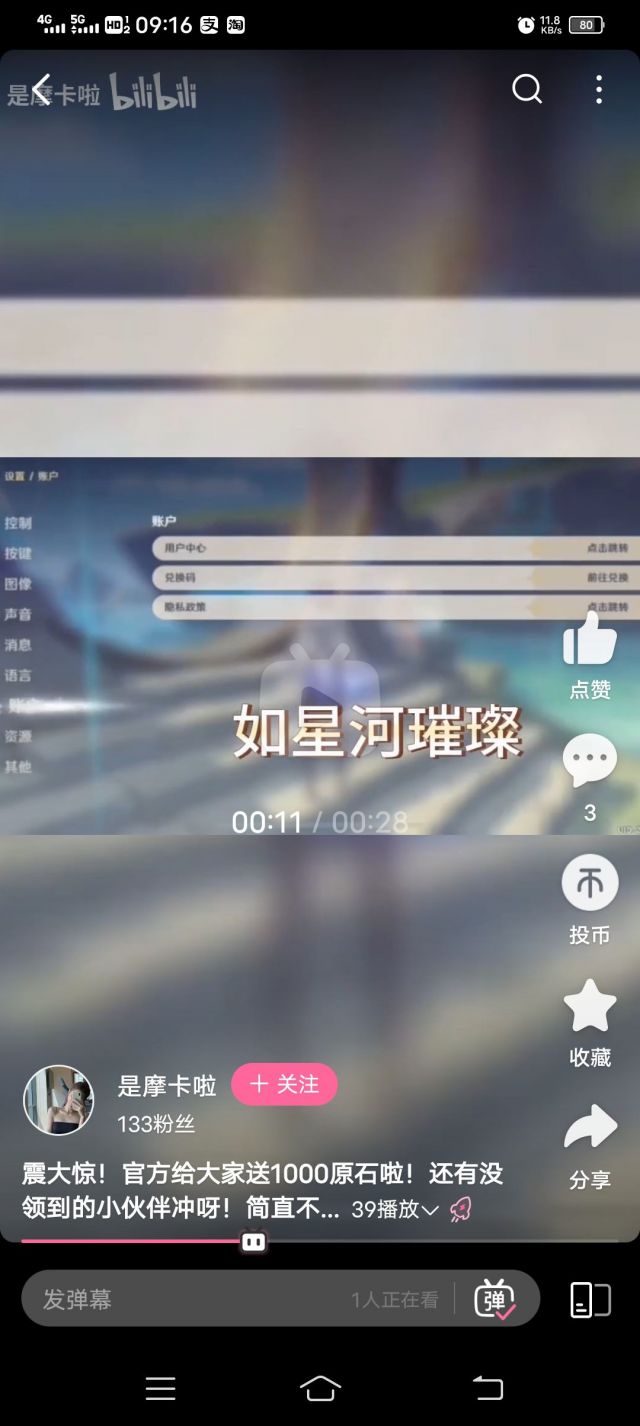 4G 5G HD 1 2 09:16 支 淘 11.8 KB/s 80
是摩卡啦 bilibili
设置 / 账户
控制
账户
用户中心 点击跳转
按键
兑换码 前往兑换
图像
隐私政策 点击跳转
声音
消息
语言
账户
资源
其他
如星河璀璨
00:11 / 00:28
点赞
3
投币
收藏
分享
是摩卡啦 + 关注
133粉丝
震大惊！官方给大家送1000原石啦！还有没
领到的小伙伴冲呀！简直不... 39播放
发弹幕 1人正在看 弹